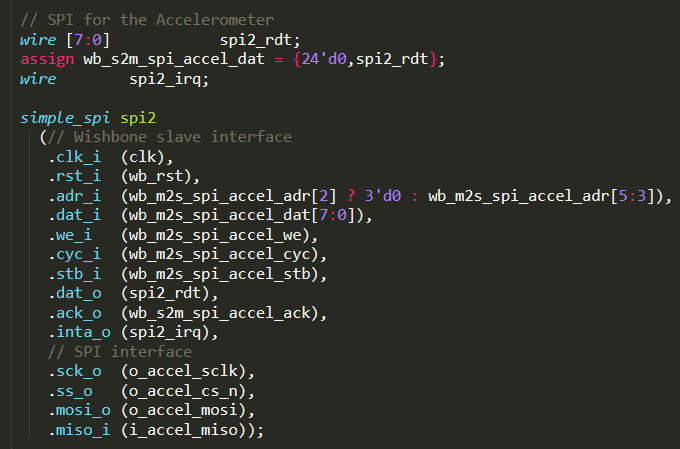 // SPI for the Accelerometer
wire [7:0]            spi2_rdt;
assign wb_s2m_spi_accel_dat = {24'd0,spi2_rdt};
wire        spi2_irq;
simple_spi spi2
  (// Wishbone slave interface
   .clk_i  (clk),
   .rst_i  (wb_rst),
   .adr_i  (wb_m2s_spi_accel_adr[2] ? 3'd0 : wb_m2s_spi_accel_adr[5:3]),
   .dat_i  (wb_m2s_spi_accel_dat[7:0]),
   .we_i   (wb_m2s_spi_accel_we),
   .cyc_i  (wb_m2s_spi_accel_cyc),
   .stb_i  (wb_m2s_spi_accel_stb),
   .dat_o  (spi2_rdt),
   .ack_o  (wb_s2m_spi_accel_ack),
   .inta_o (spi2_irq),
   // SPI interface
   .sck_o  (o_accel_sclk),
   .ss_o   (o_accel_cs_n),
   .mosi_o (o_accel_mosi),
   .miso_i (i_accel_miso));